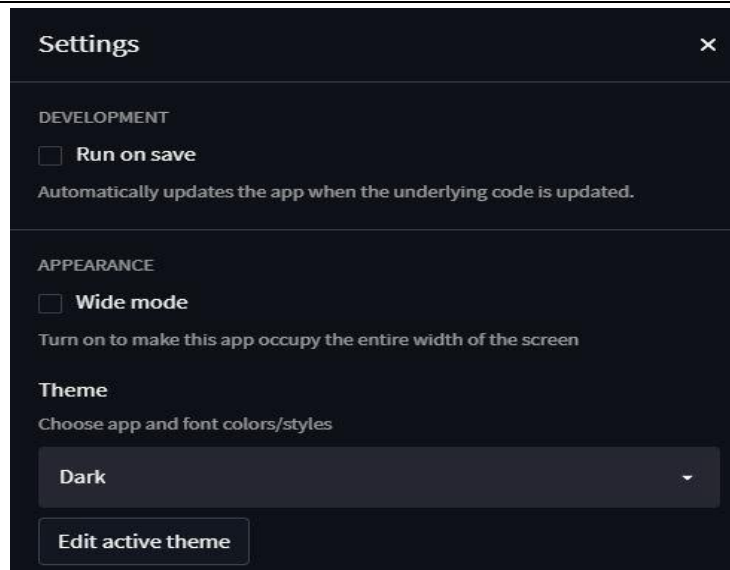 Settings
×
DEVELOPMENT
Run on save
Automatically updates the app when the underlying code is updated.
APPEARANCE
Wide mode
Turn on to make this app occupy the entire width of the screen
Theme
Choose app and font colors/styles
Dark
Edit active theme